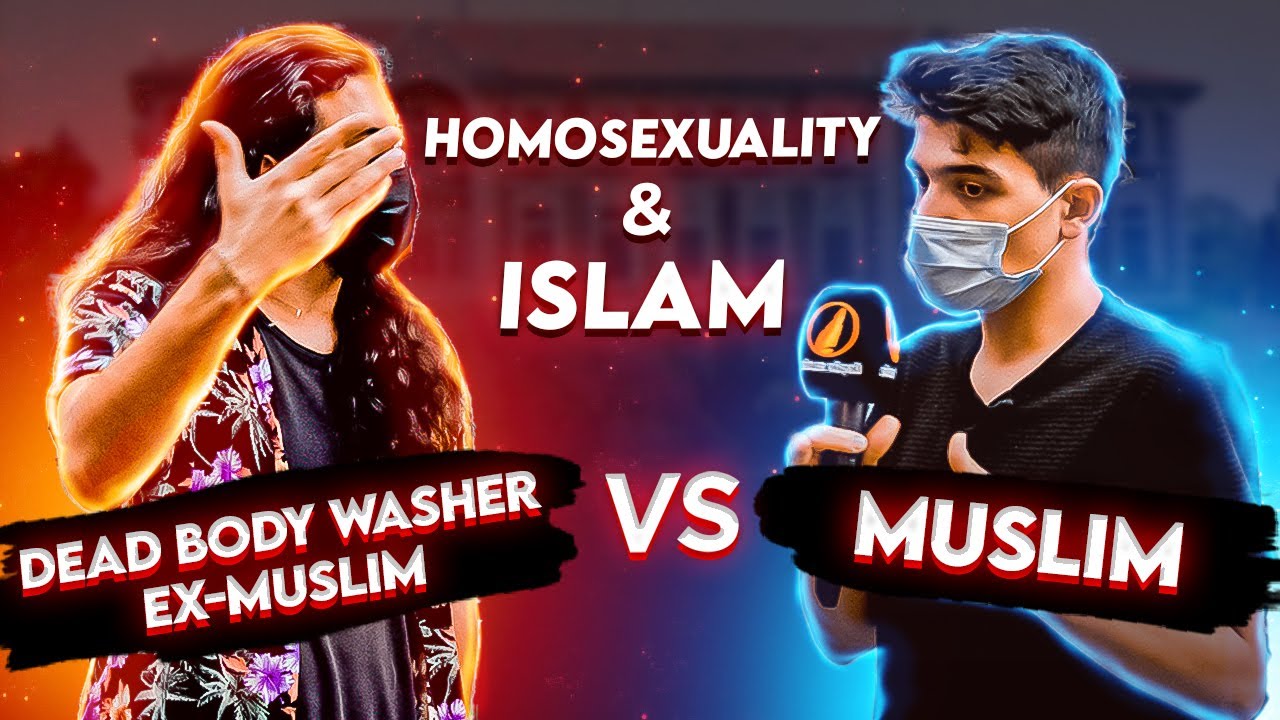 HOMOSEXUALITY
&
ISLAM
DEAD BODY WASHER
EX-MUSLIM
VS
MUSLIM